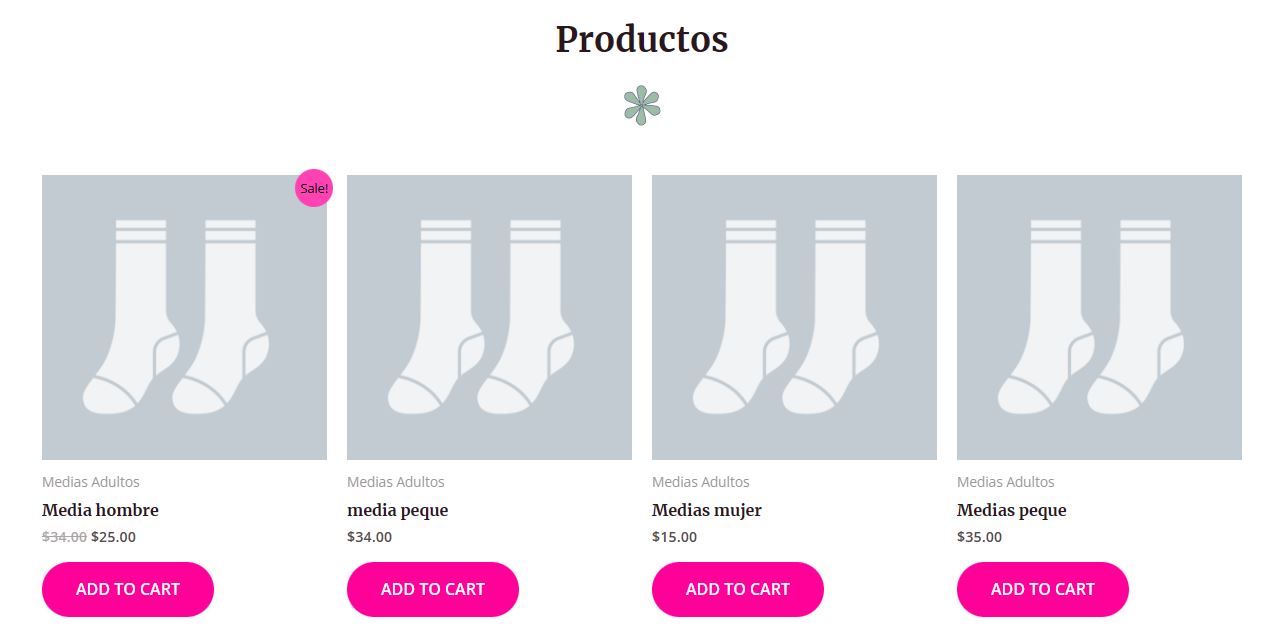 Productos
Sale!
Medias Adultos
Media hombre
$34.00 $25.00
ADD TO CART
Medias Adultos
media peque
$34.00
ADD TO CART
Medias Adultos
Medias mujer
$15.00
ADD TO CART
Medias Adultos
Medias peque
$35.00
ADD TO CART